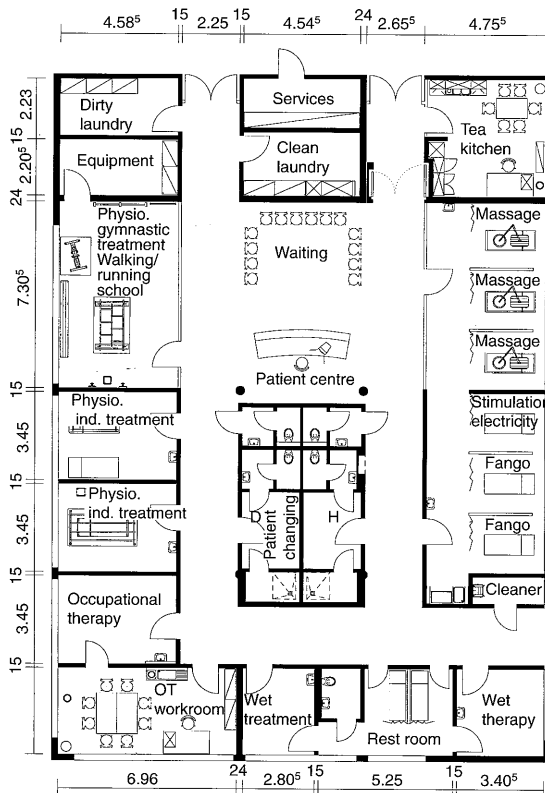 4.58⁵ 15 2.25 15 4.54⁵ 24 2.65⁵ 4.75⁵
2.23
15
2.20⁵
24
7.30⁵
15
3.45
15
3.45
15
3.45
15
Dirty
laundry
Services
Tea
kitchen
Equipment
Clean
laundry
Physio.
gymnastic
treatment
Walking/
running
school
Waiting
Massage
Massage
Massage
Patient centre
Physio.
ind. treatment
Stimulation
electricity
Fango
Physio.
ind. treatment
D
Patient
changing
H
Fango
Occupational
therapy
Cleaner
OT
workroom
Wet
treatment
Rest room
Wet
therapy
6.96 24 2.80⁵ 15 5.25 15 3.40⁵